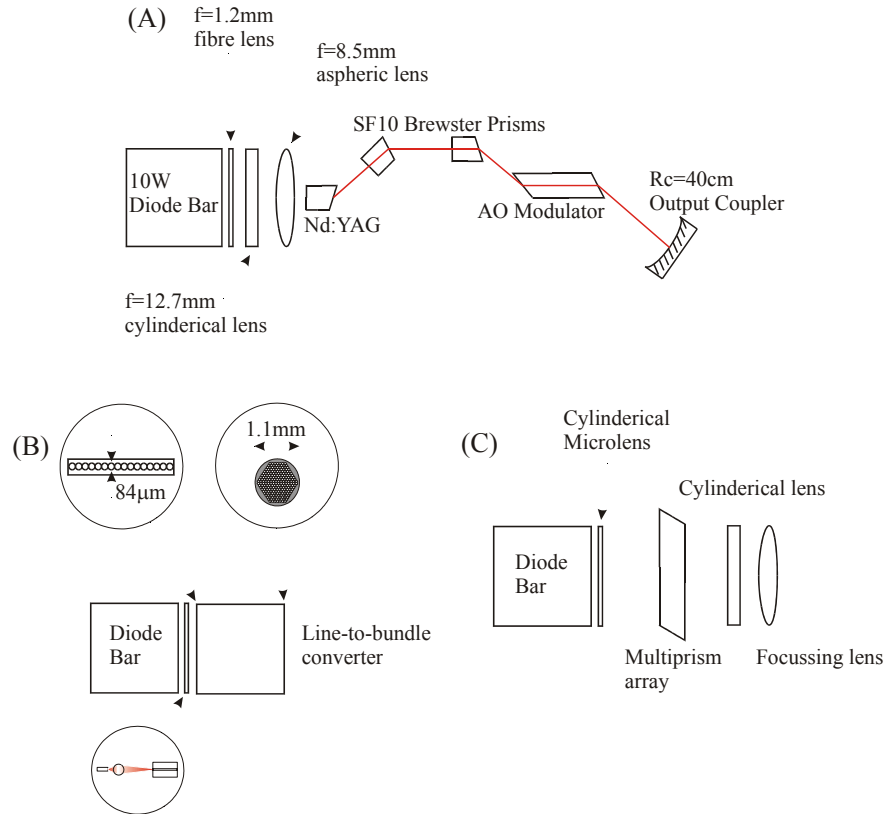 (A)
f=1.2mm
fibre lens
f=8.5mm
aspheric lens
SF10 Brewster Prisms
10W
Diode Bar
Nd:YAG
AO Modulator
Rc=40cm
Output Coupler
f=12.7mm
cylinderical lens
(B)
84μm
1.1mm
Diode
Bar
Line-to-bundle
converter
(C)
Cylinderical
Microlens
Cylinderical lens
Diode
Bar
Multiprism
array
Focussing lens